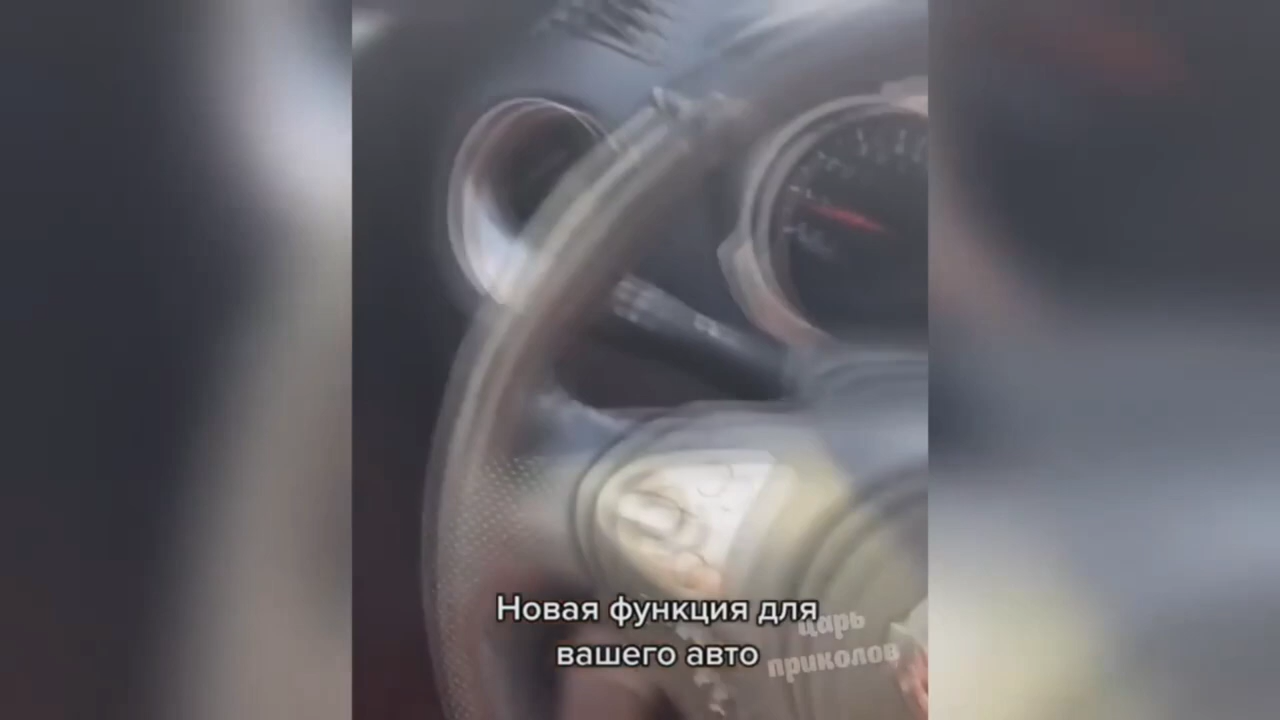 Новая функция для
вашего авто
царь
приколов